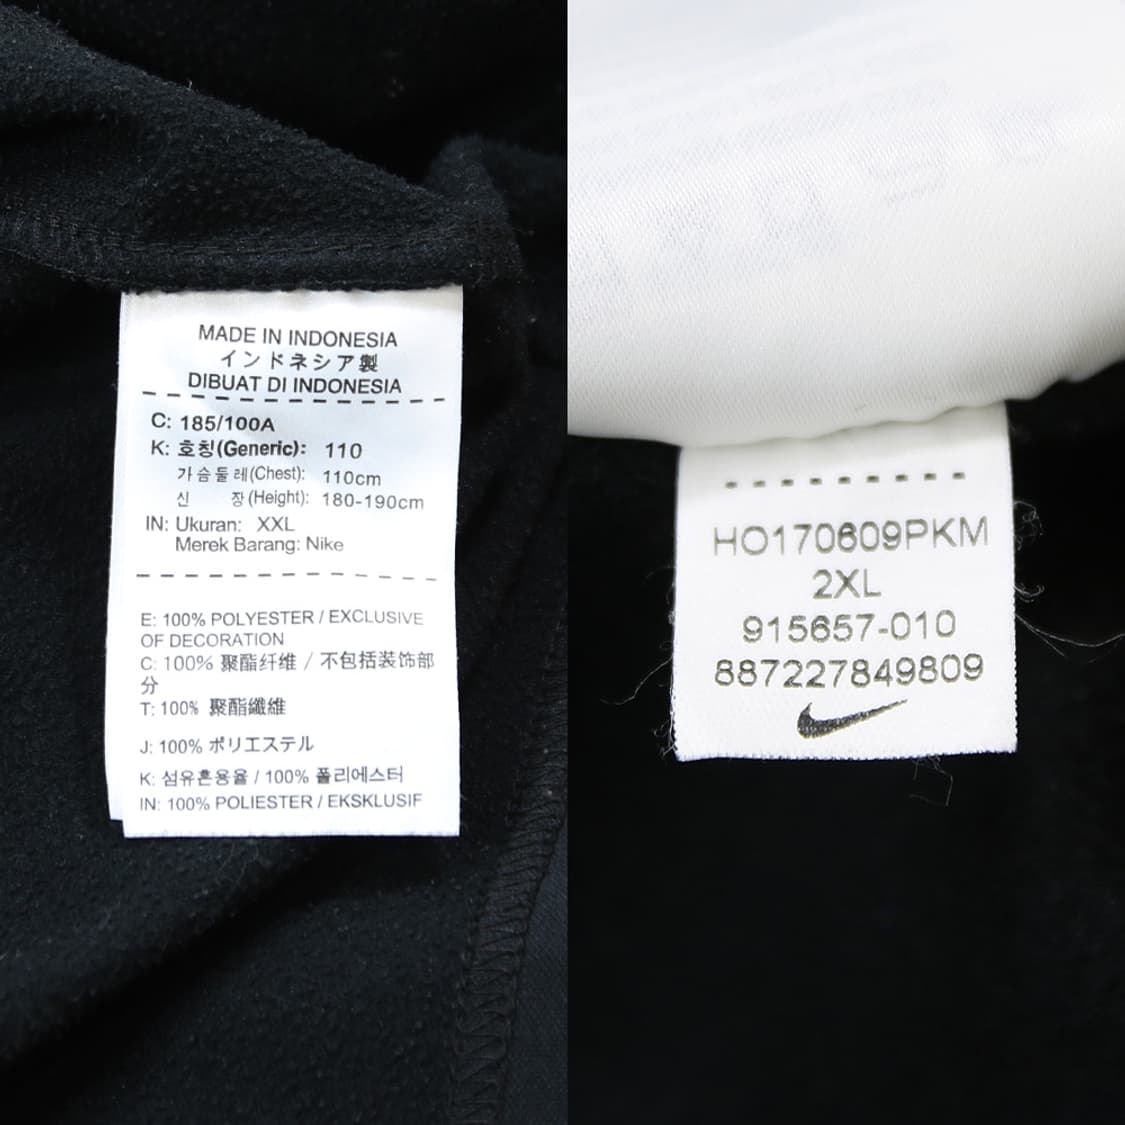 MADE IN INDONESIA
インドネシア製
DIBUAT DI INDONESIA
C: 185/100A
K: 호칭(Generic): 110
가슴둘레(Chest): 110cm
신 장(Height): 180-190cm
IN: Ukuran: XXL
Merek Barang: Nike
E: 100% POLYESTER / EXCLUSIVE
OF DECORATION
C: 100% 聚酯纤维 / 不包括装饰部
分
T: 100% 聚酯纖維
J: 100% ポリエステル
K: 섬유혼용율 / 100% 폴리에스터
IN: 100% POLIESTER / EKSKLUSIF
HO170609PKM
2XL
915657-010
887227849809